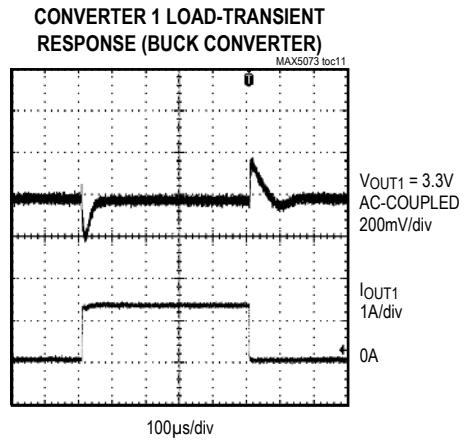 CONVERTER 1 LOAD-TRANSIENT
RESPONSE (BUCK CONVERTER)
MAX5073 toc11
T
VOUT1 = 3.3V
AC-COUPLED
200mV/div
IOUT1
1A/div
0A
100µs/div